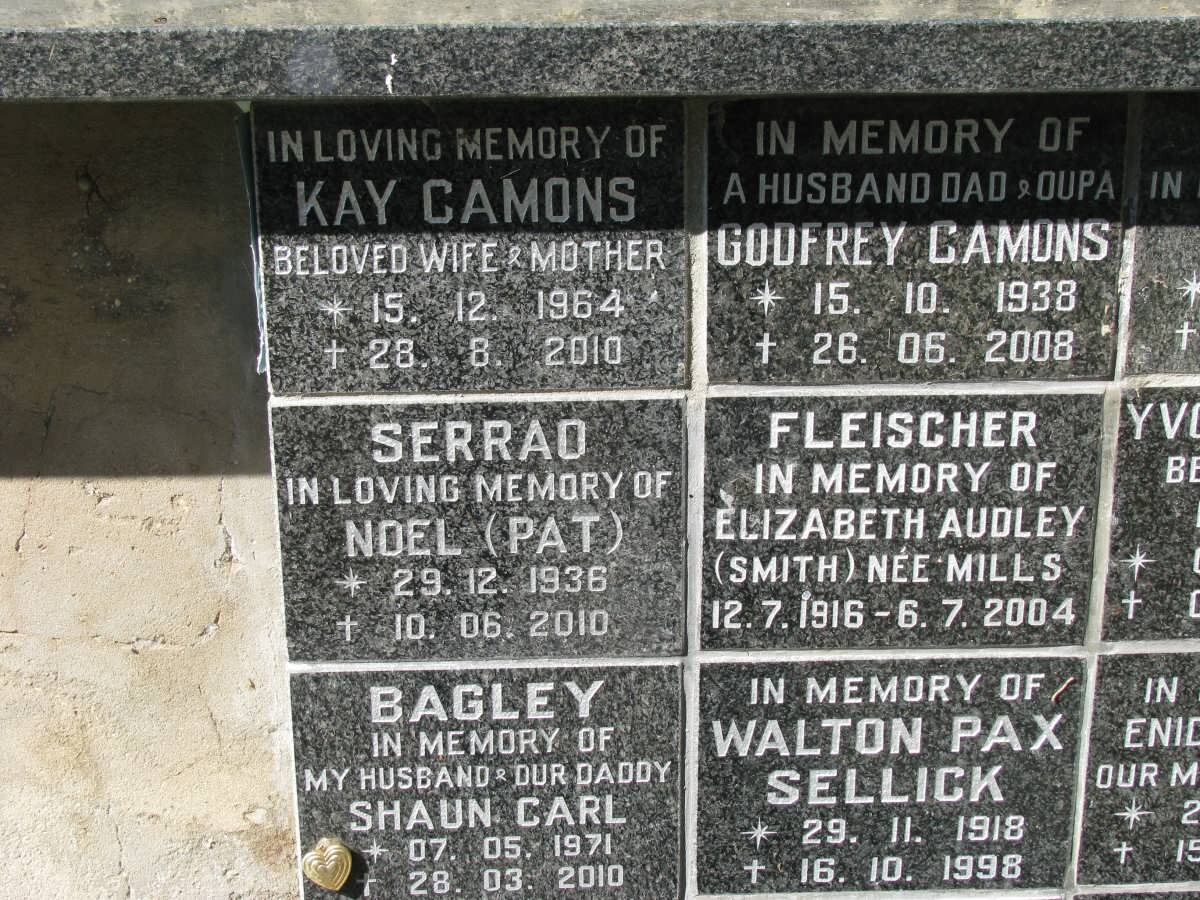 IN LOVING MEMORY OF
KAY CAMONS
BELOVED WIFE & MOTHER
15. 12. 1964
† 28. 8. 2010
IN MEMORY OF
A HUSBAND DAD & OUPA
GODFREY CAMONS
15. 10. 1938
† 26. 06. 2008
IN
†
SERRAO
IN LOVING MEMORY OF
NOEL (PAT)
29. 12. 1936
† 10. 06. 2010
FLEISCHER
IN MEMORY OF
ELIZABETH AUDLEY
(SMITH) NÉE MILLS
12. 7. 1916 - 6. 7. 2004
†
BAGLEY
IN MEMORY OF
MY HUSBAND & OUR DADDY
SHAUN CARL
07. 05. 1971
† 28. 03. 2010
IN MEMORY OF
WALTON PAX
SELLICK
29. 11. 1918
† 16. 10. 1998
IN
ENID
OUR M
†